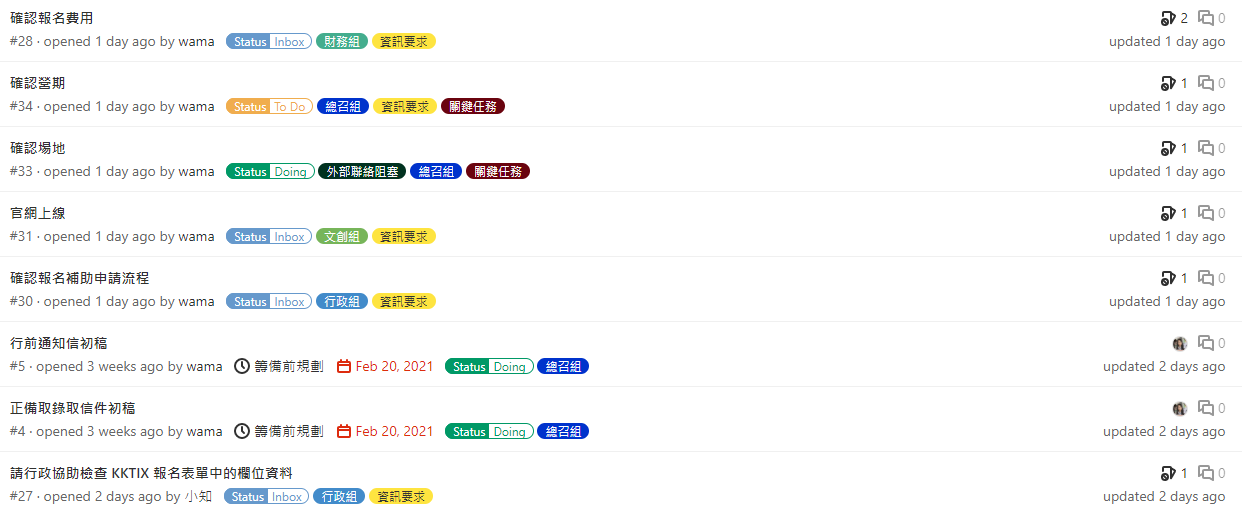 確認報名費用 2 0
#28 · opened 1 day ago by wama Status Inbox 財務組 資訊要求 updated 1 day ago
確認營期 1 0
#34 · opened 1 day ago by wama Status To Do 總召組 資訊要求 關鍵任務 updated 1 day ago
確認場地 1 0
#33 · opened 1 day ago by wama Status Doing 外部聯絡阻塞 總召組 關鍵任務 updated 1 day ago
官網上線 1 0
#31 · opened 1 day ago by wama Status Inbox 文創組 資訊要求 updated 1 day ago
確認報名補助申請流程 1 0
#30 · opened 1 day ago by wama Status Inbox 行政組 資訊要求 updated 1 day ago
行前通知信初稿 0
#5 · opened 3 weeks ago by wama 籌備前規劃 Feb 20, 2021 Status Doing 總召組 updated 2 days ago
正備取錄取信件初稿 0
#4 · opened 3 weeks ago by wama 籌備前規劃 Feb 20, 2021 Status Doing 總召組 updated 2 days ago
請行政協助檢查 KKTIX 報名表單中的欄位資料 1 0
#27 · opened 2 days ago by 小知 Status Inbox 行政組 資訊要求 updated 2 days ago